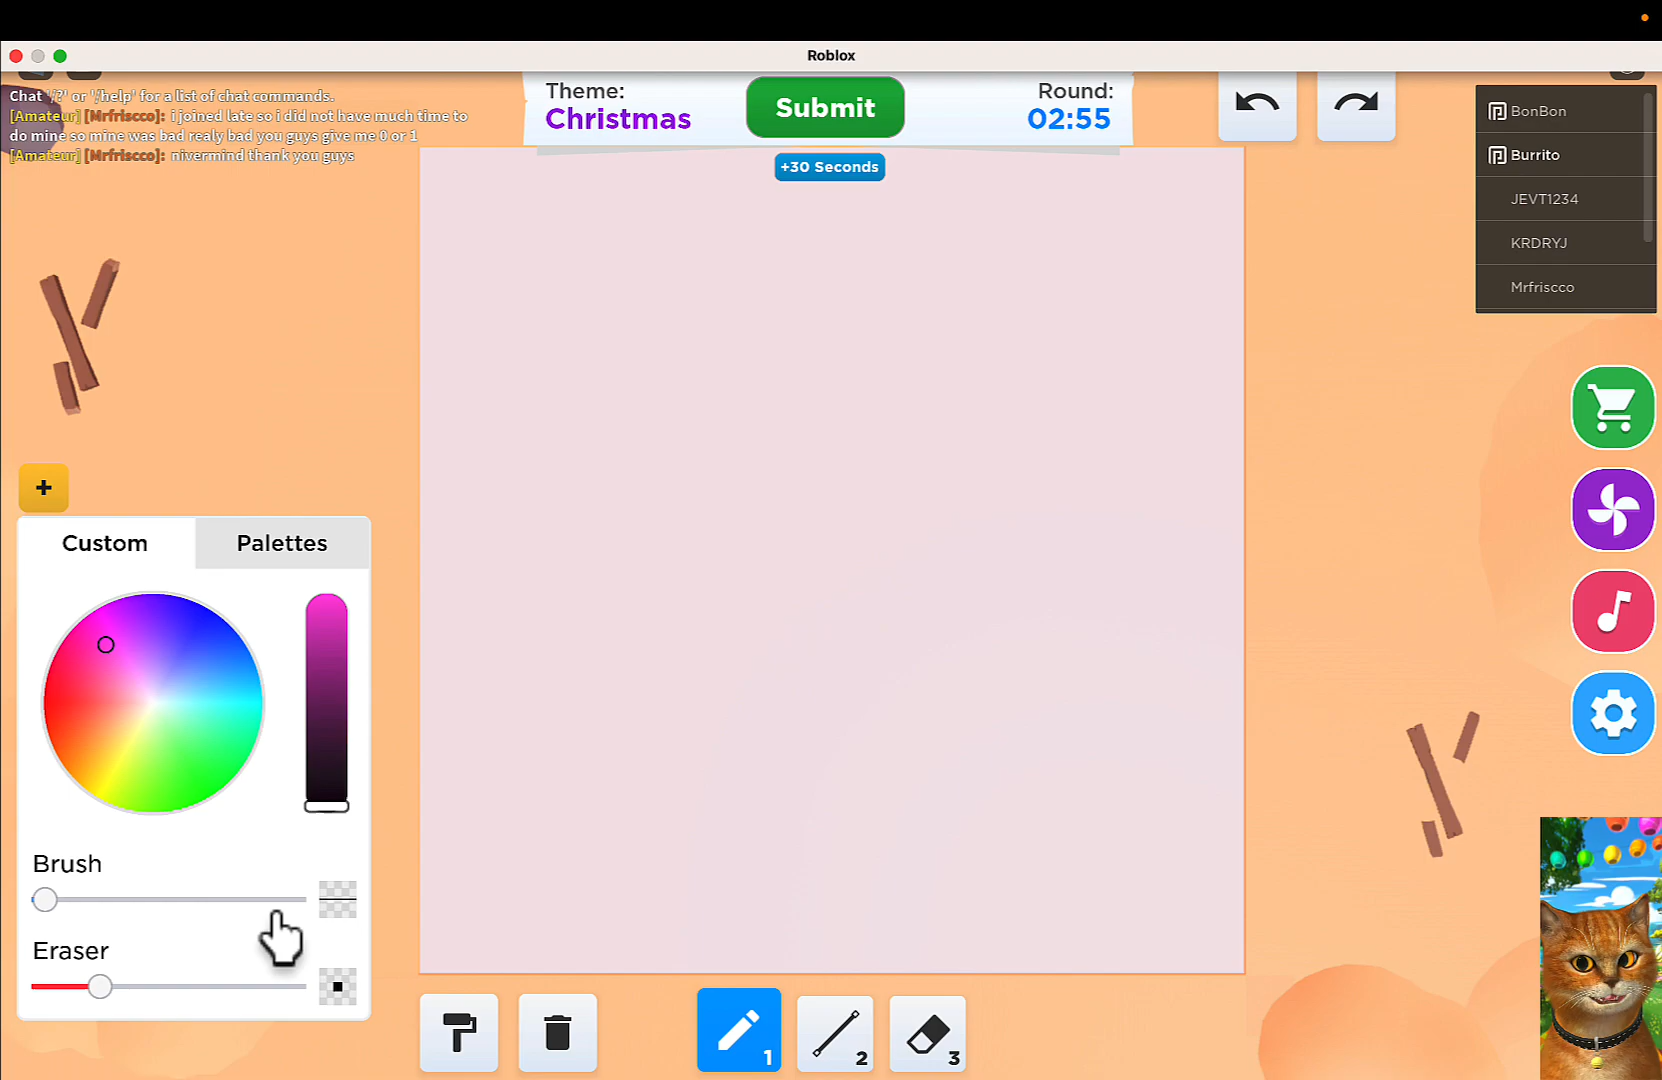 Roblox
Chat '/?' or '/help' for a list of chat commands.
[Amateur] [Mrfriscco]: i joined late so i did not have much time to
do mine so mine was bad realy bad you guys give me 0 or 1
[Amateur] [Mrfriscco]: nivermind thank you guys
Theme:
Christmas
Submit
Round:
02:55
+30 Seconds
BonBon
Burrito
JEVT1234
KRDRYJ
Mrfriscco
+
Custom
Palettes
Brush
Eraser
1
2
3